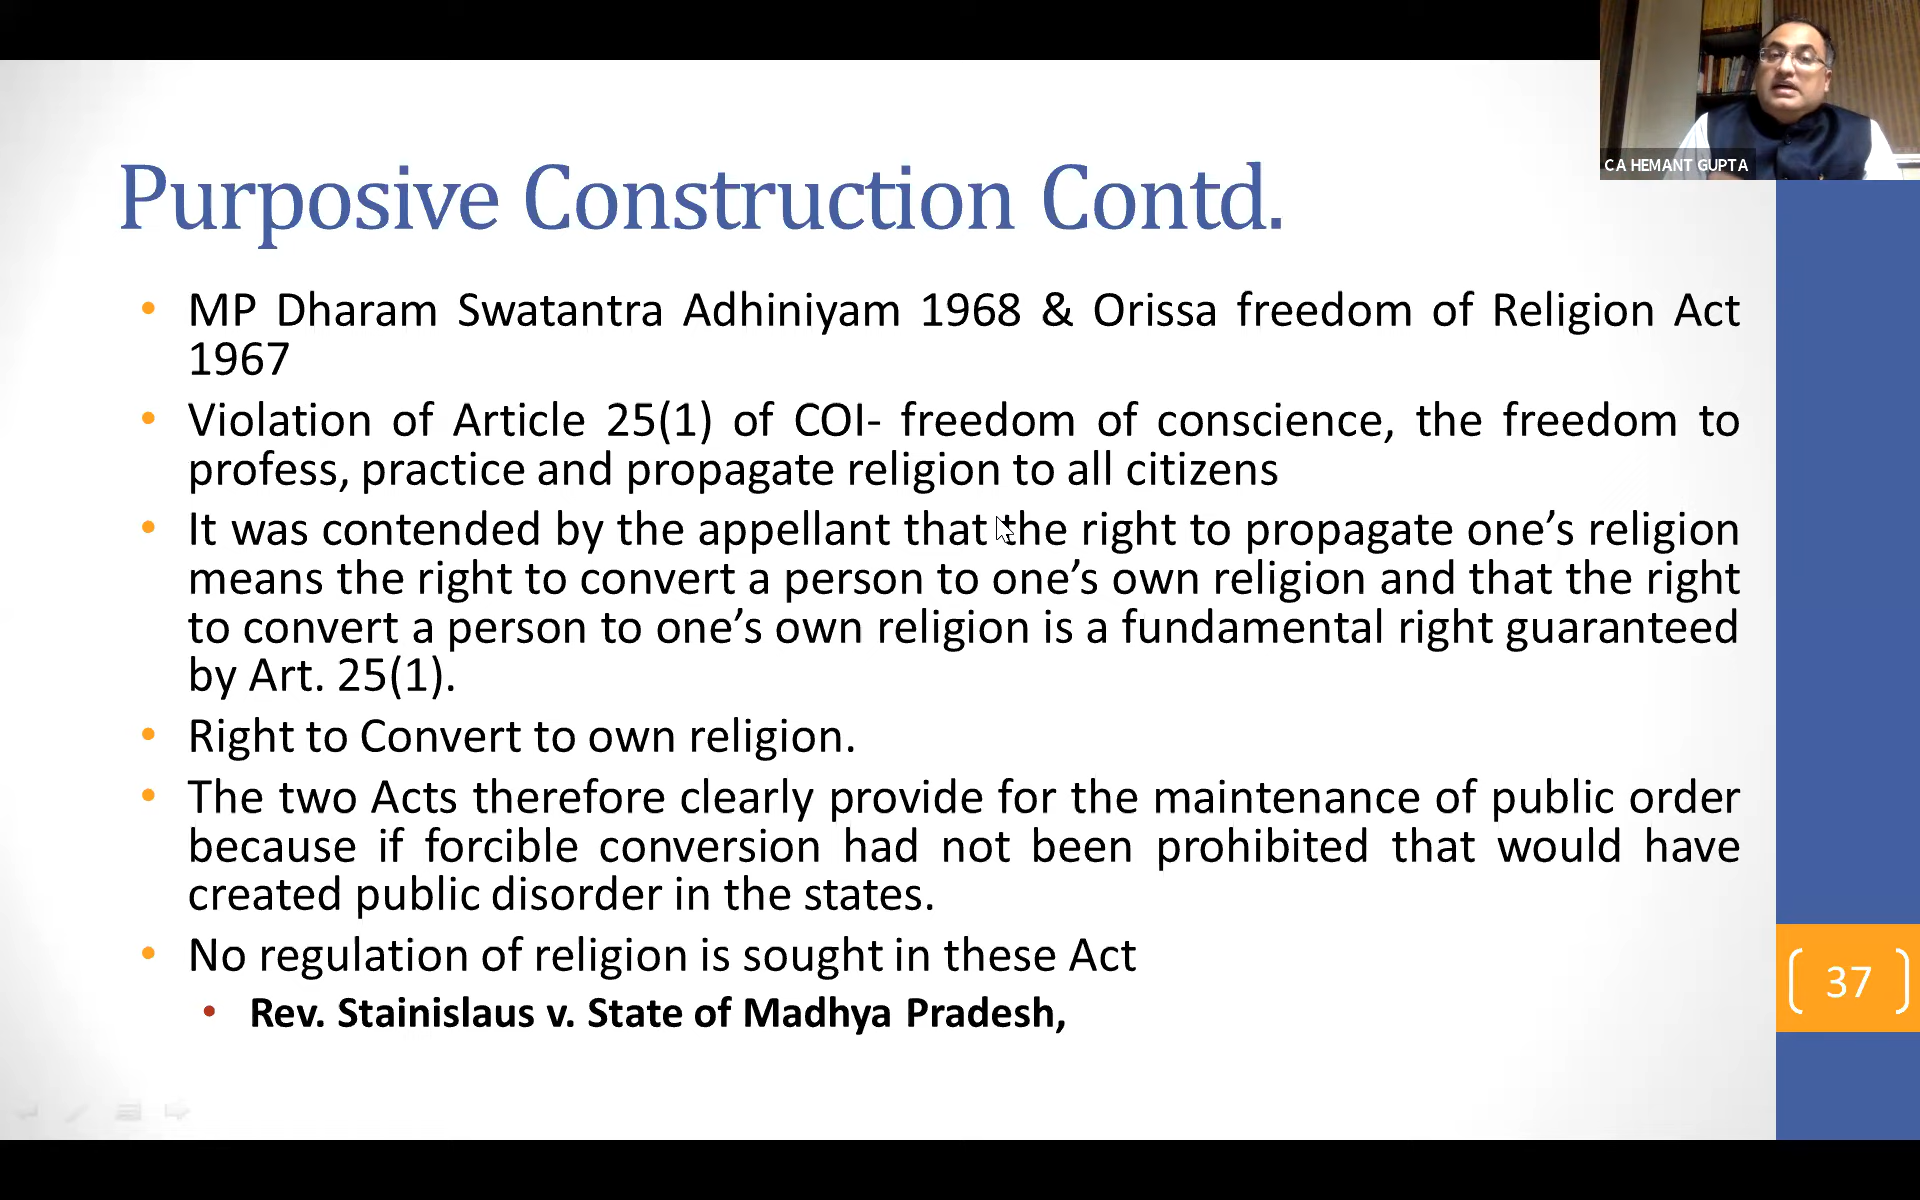 CA HEMANT GUPTA
Purposive Construction Contd.
• MP Dharam Swatantra Adhiniyam 1968 & Orissa freedom of Religion Act
1967
• Violation of Article 25(1) of COI- freedom of conscience, the freedom to
profess, practice and propagate religion to all citizens
• It was contended by the appellant that the right to propagate one’s religion
means the right to convert a person to one’s own religion and that the right
to convert a person to one’s own religion is a fundamental right guaranteed
by Art. 25(1).
• Right to Convert to own religion.
• The two Acts therefore clearly provide for the maintenance of public order
because if forcible conversion had not been prohibited that would have
created public disorder in the states.
• No regulation of religion is sought in these Act
• Rev. Stainislaus v. State of Madhya Pradesh,
37